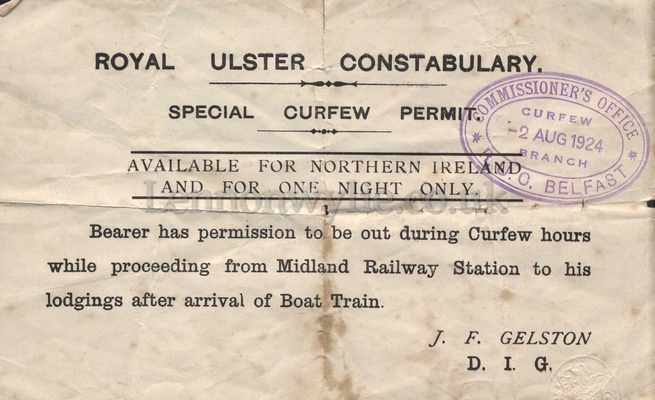 ROYAL ULSTER CONSTABULARY.
SPECIAL CURFEW PERMIT.
COMMISSIONER'S OFFICE
CURFEW
-2 AUG 1924
BRANCH
R.U.C. BELFAST
AVAILABLE FOR NORTHERN IRELAND
AND FOR ONE NIGHT ONLY.
Lennonwylie.co.uk
Bearer has permission to be out during Curfew hours
while proceeding from Midland Railway Station to his
lodgings after arrival of Boat Train.
J. F. GELSTON
D. I. G.